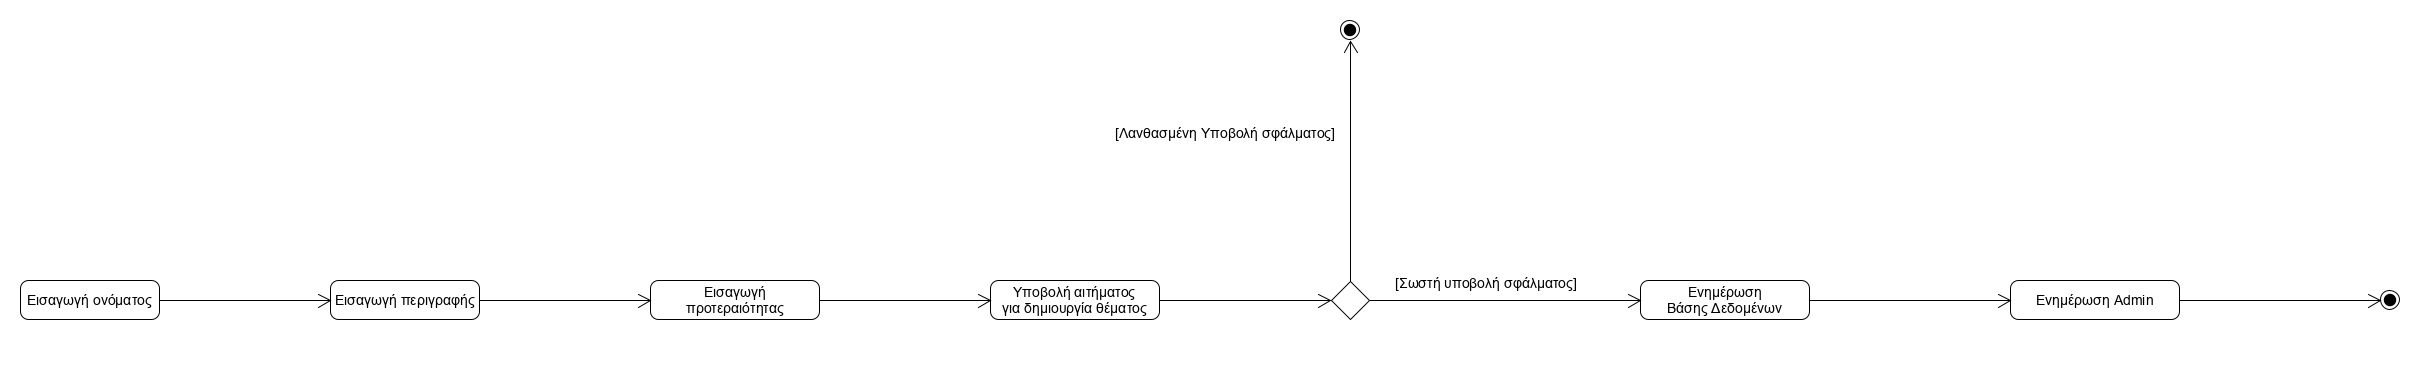 [Λανθασμένη Υποβολή σφάλματος]
Εισαγωγή ονόματος
Εισαγωγή περιγραφής
Εισαγωγή
προτεραιότητας
Υποβολή αιτήματος
για δημιουργία θέματος
[Σωστή υποβολή σφάλματος]
Ενημέρωση
Βάσης Δεδομένων
Ενημέρωση Admin